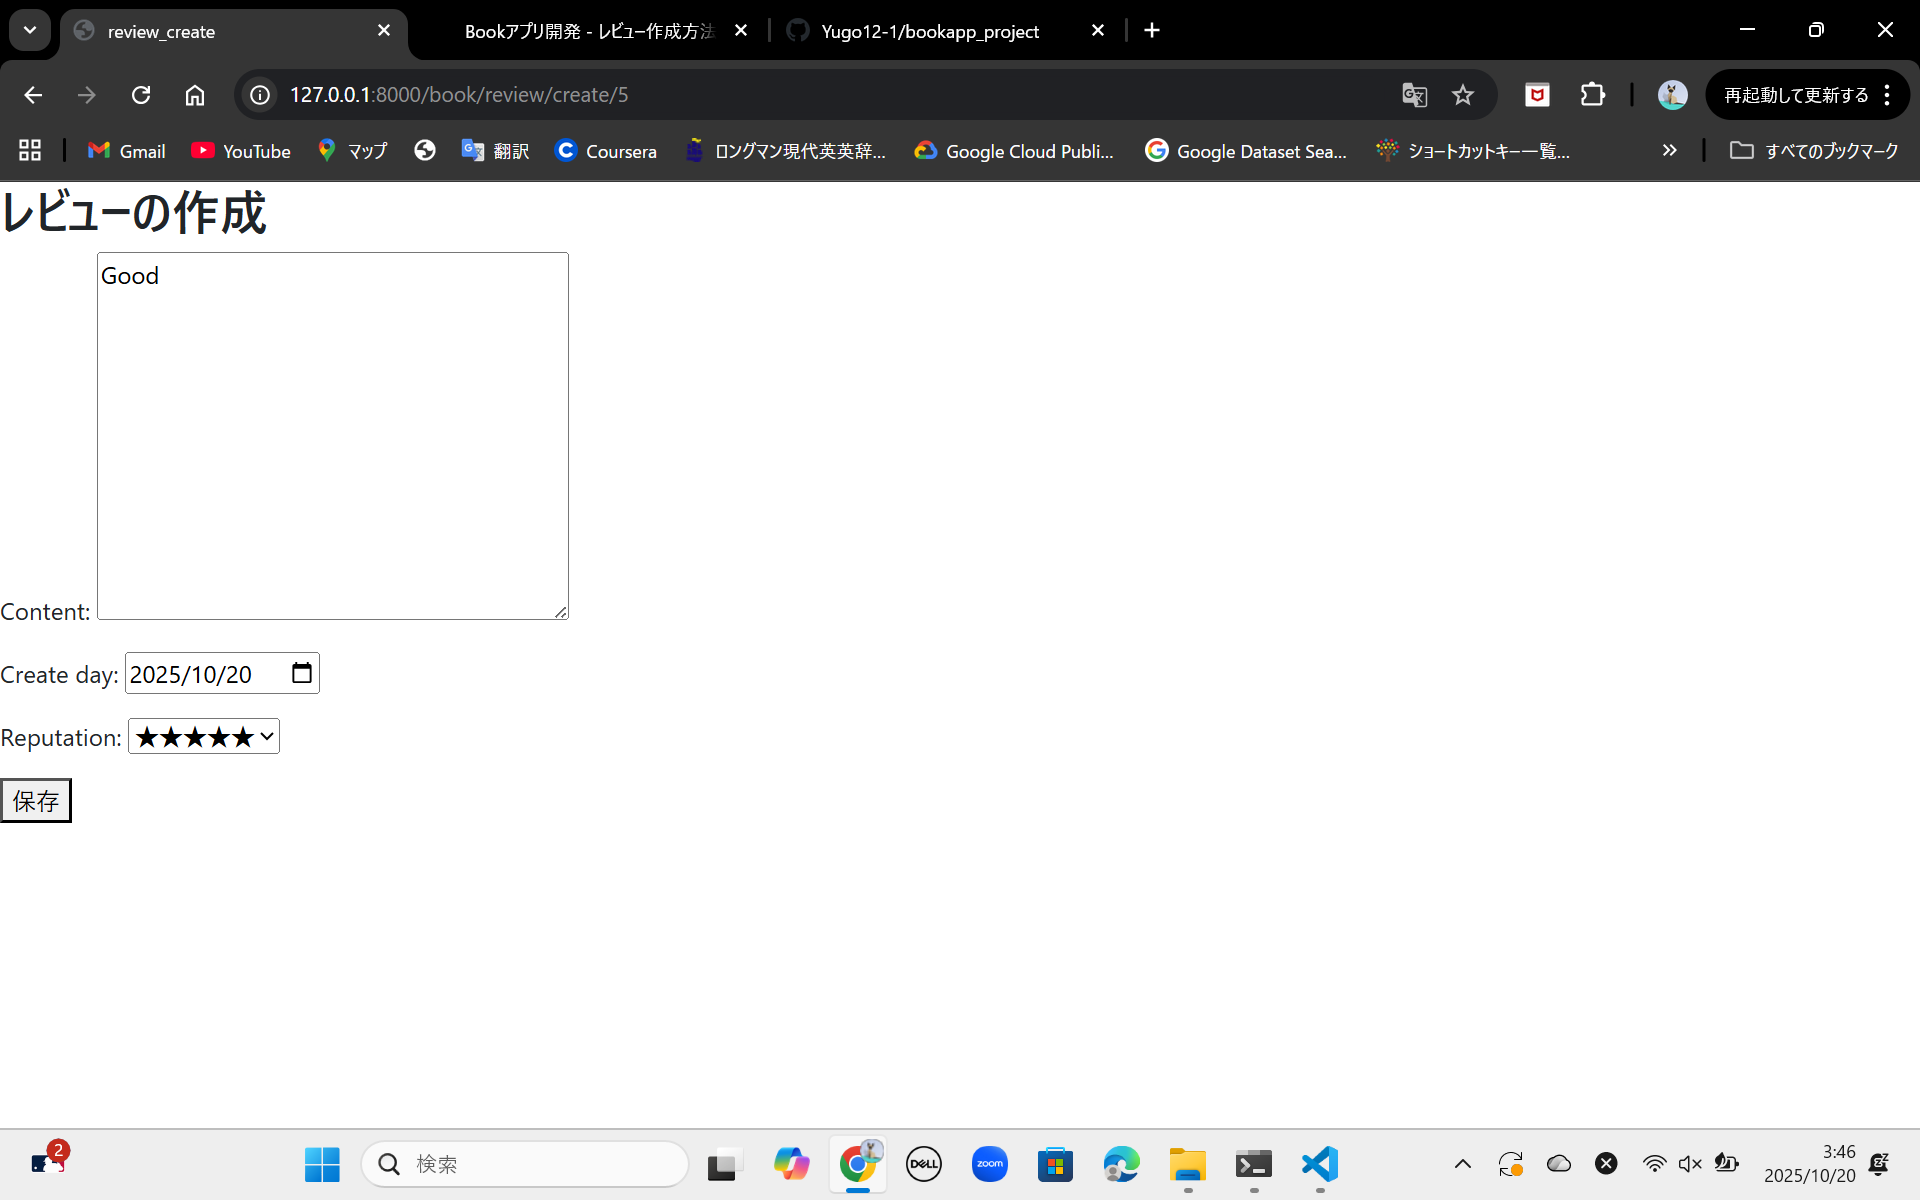 review_create
Bookアプリ開発 - レビュー作成方法
Yugo12-1/bookapp_project
127.0.0.1:8000/book/review/create/5
再起動して更新する
Gmail
YouTube
マップ
翻訳
Coursera
ロングマン現代英英辞...
Google Cloud Publi...
Google Dataset Sea...
ショートカットキー一覧...
すべてのブックマーク
レビューの作成
Good
Content:
Create day: 2025/10/20
Reputation: ★★★★★
保存
2
検索
DELL
zoom
3:46
2025/10/20